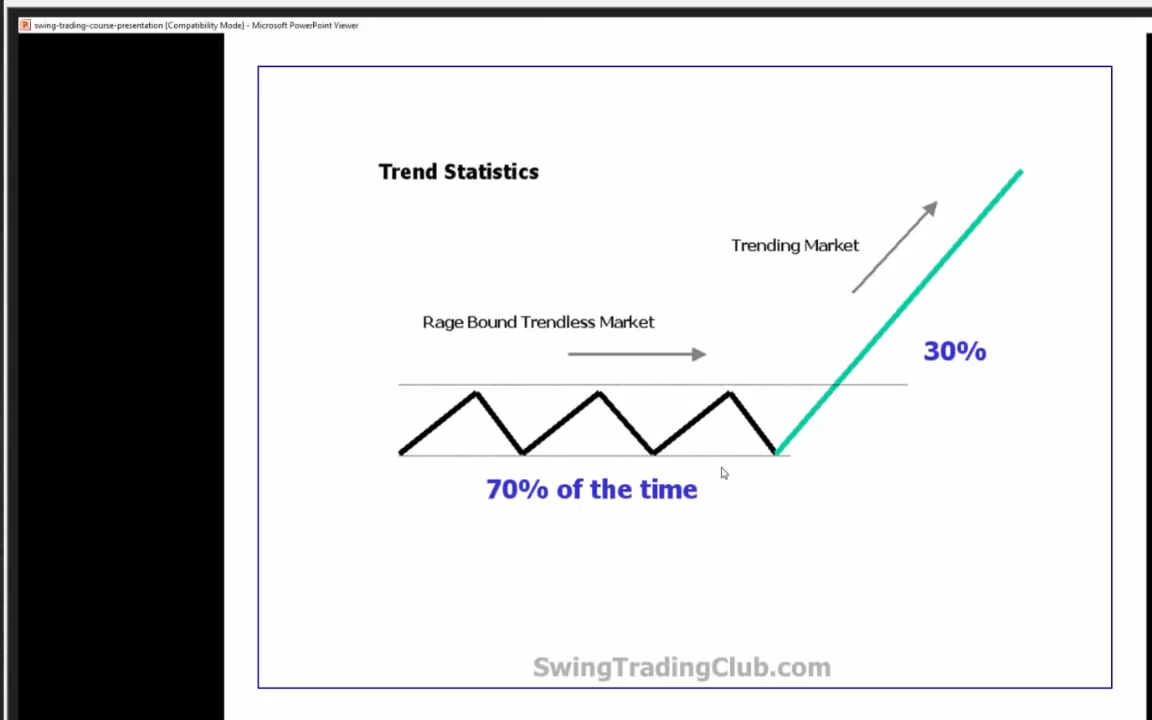 swing-trading-course-presentation [Compatibility Mode] - Microsoft PowerPoint Viewer
Trend Statistics
Trending Market
Rage Bound Trendless Market
30%
70% of the time
SwingTradingClub.com